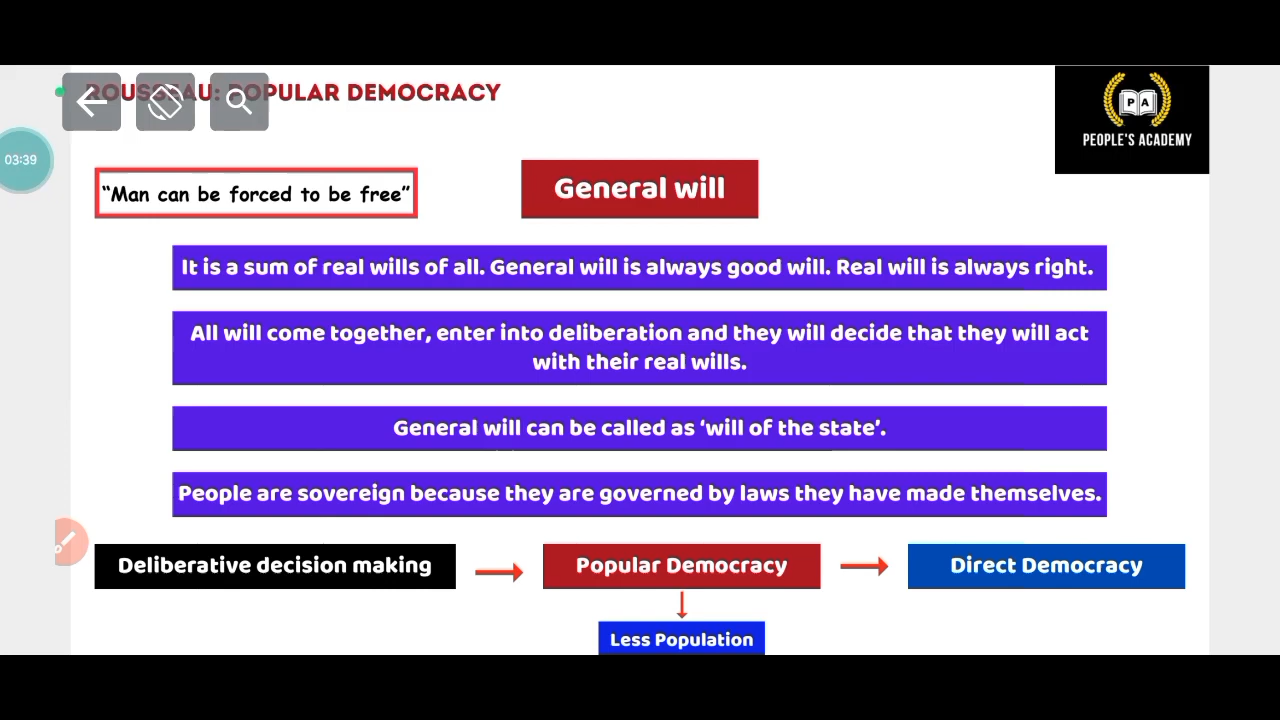 ROUSSEAU: POPULAR DEMOCRACY
PA
PEOPLE'S ACADEMY
03:39
“Man can be forced to be free”
General will
It is a sum of real wills of all. General will is always good will. Real will is always right.
All will come together, enter into deliberation and they will decide that they will act
with their real wills.
General will can be called as ‘will of the state’.
People are sovereign because they are governed by laws they have made themselves.
Deliberative decision making
Popular Democracy
Direct Democracy
Less Population